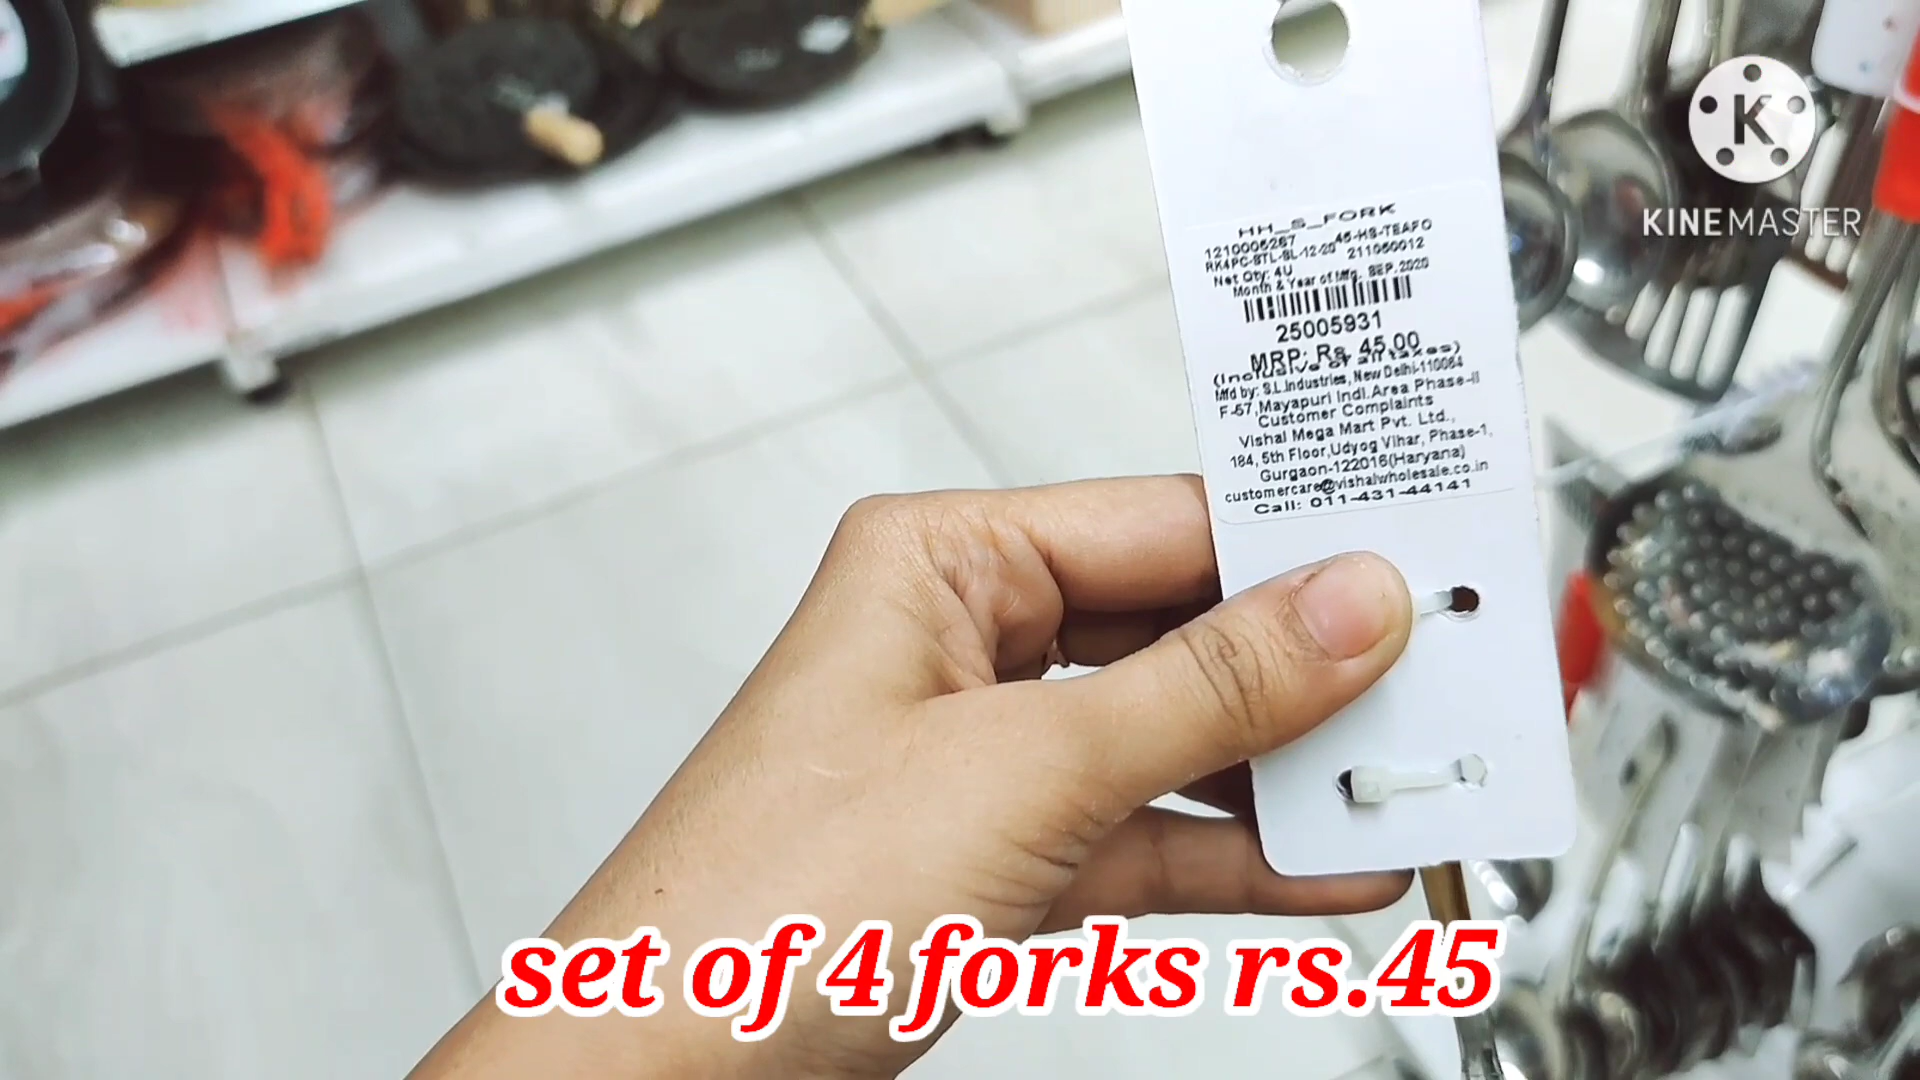 K
KINEMASTER
HH_S_FORK
1210006267 45-HS-TEAFO
RK4PC-STL-SL-12-20 211060012
Net Qty: 4U
Month & Year of Mfg. SEP.2020
25005931
MRP: Rs. 45.00
(Inclusive of all taxes)
Mfd by: S.L.Industries, New Delhi-110064
F-57,Mayapuri Indl.Area Phase-II
Customer Complaints
Vishal Mega Mart Pvt. Ltd.,
184, 5th Floor,Udyog Vihar, Phase-1,
Gurgaon-122016(Haryana)
customercare@vishalwholesale.co.in
Call: 011-431-44141
set of 4 forks rs.45